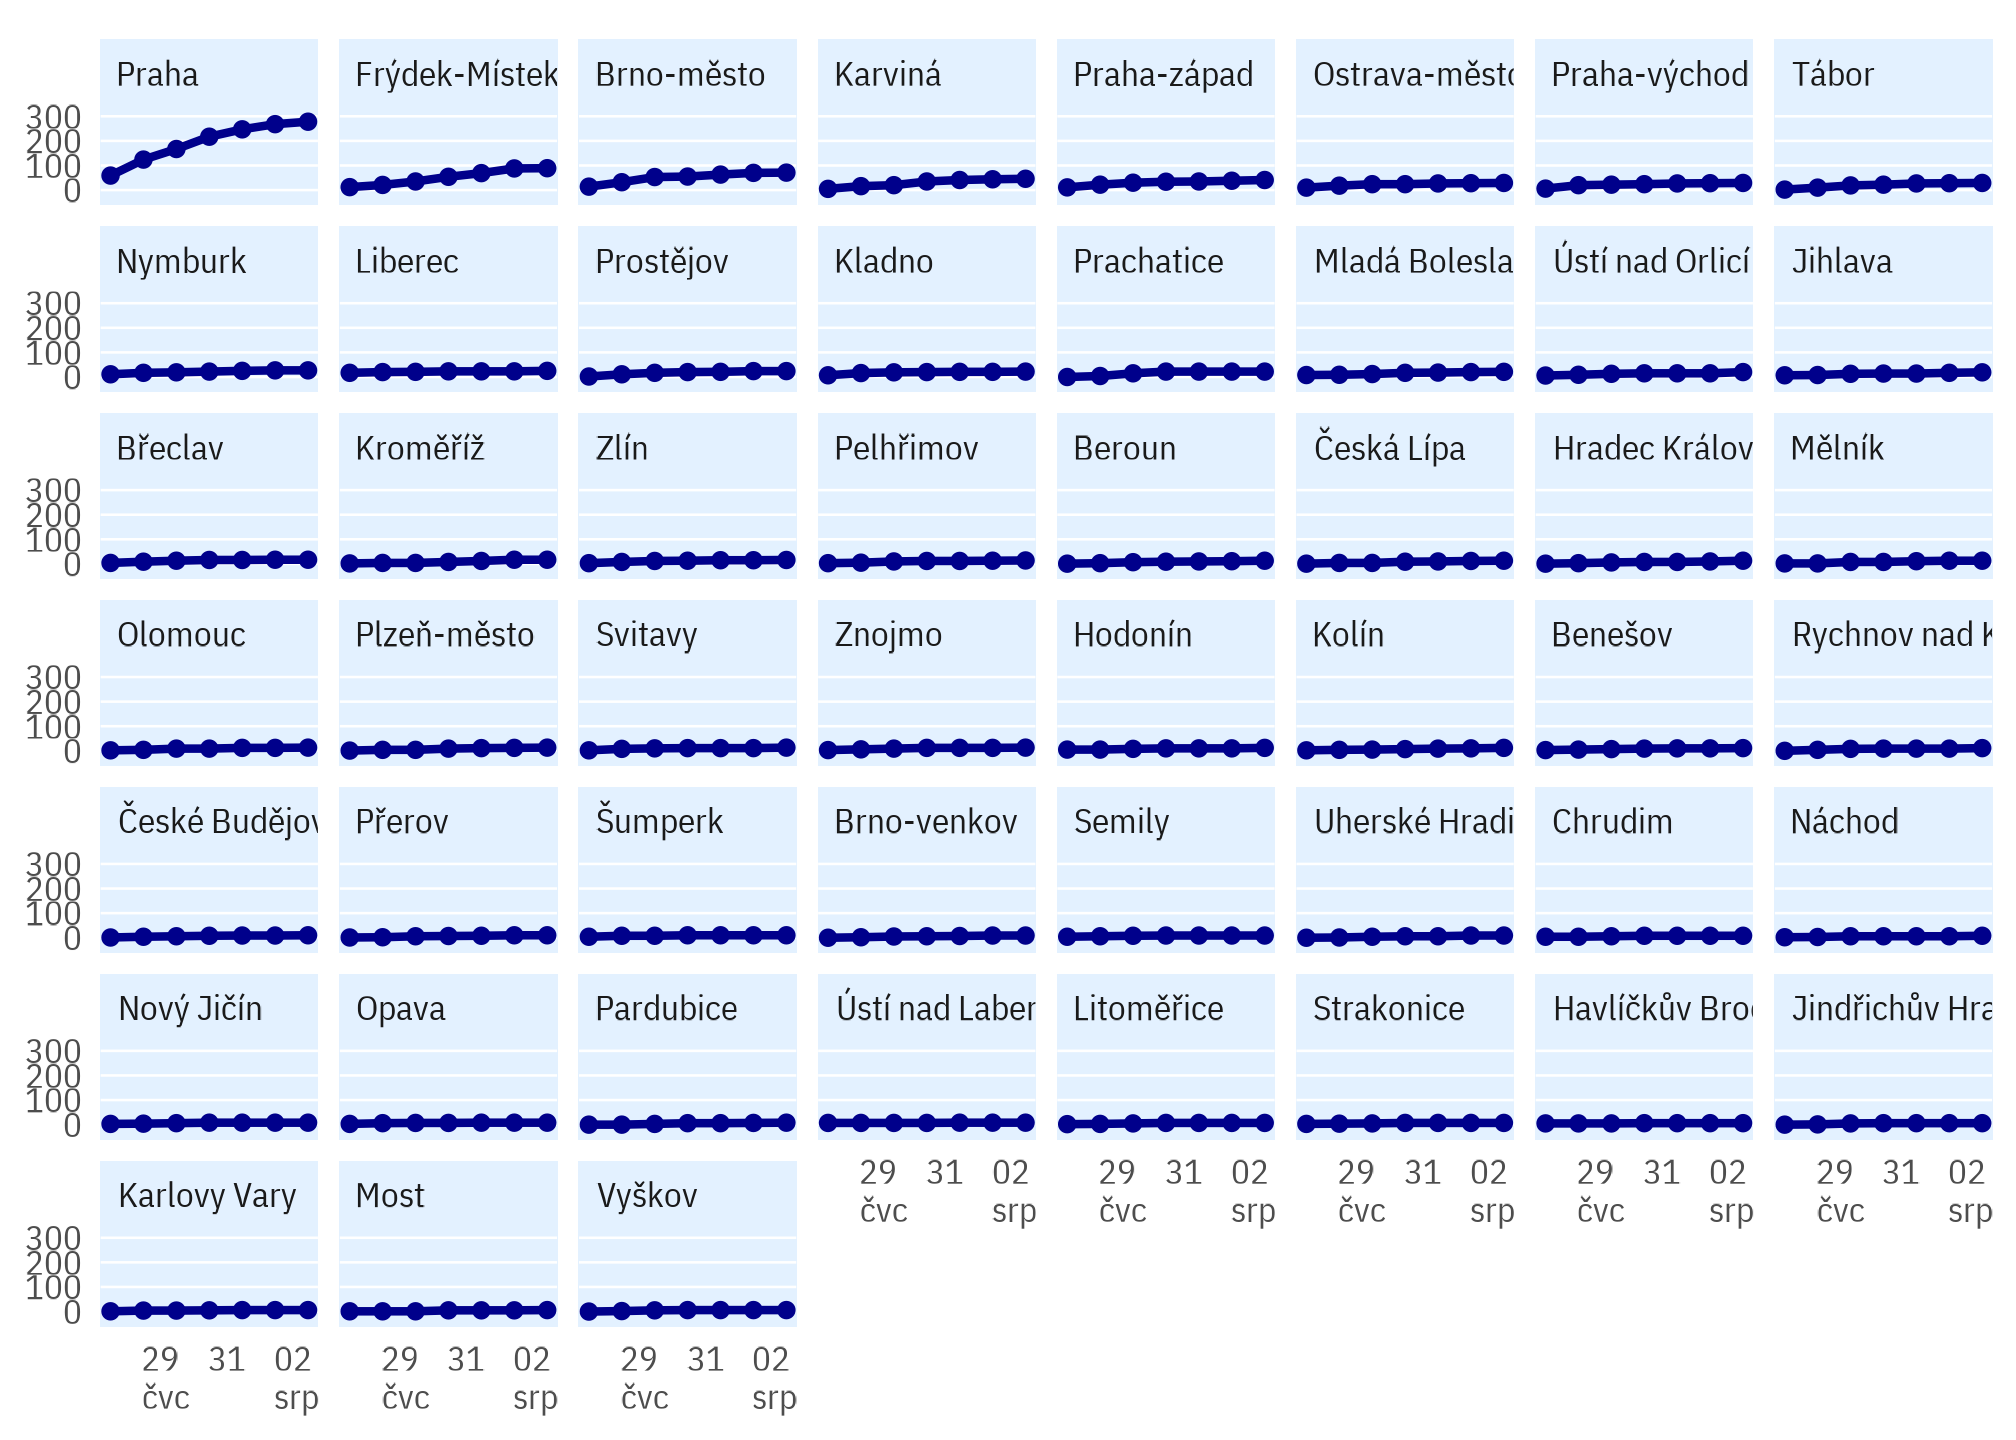 Praha
Frýdek-Místek
Brno-město
Karviná
Praha-západ
Ostrava-město
Praha-východ
Tábor
300
200
100
0
Nymburk
Liberec
Prostějov
Kladno
Prachatice
Mladá Bolesla
Ústí nad Orlicí
Jihlava
300
200
100
0
Břeclav
Kroměříž
Zlín
Pelhřimov
Beroun
Česká Lípa
Hradec Králov
Mělník
300
200
100
0
Olomouc
Plzeň-město
Svitavy
Znojmo
Hodonín
Kolín
Benešov
Rychnov nad K
300
200
100
0
České Budějov
Přerov
Šumperk
Brno-venkov
Semily
Uherské Hradi
Chrudim
Náchod
300
200
100
0
Nový Jičín
Opava
Pardubice
Ústí nad Laber
Litoměřice
Strakonice
Havlíčkův Brod
Jindřichův Hra
300
200
100
0
29 31 02
čvc srp
29 31 02
čvc srp
29 31 02
čvc srp
29 31 02
čvc srp
29 31 02
čvc srp
Karlovy Vary
Most
Vyškov
300
200
100
0
29 31 02
čvc srp
29 31 02
čvc srp
29 31 02
čvc srp